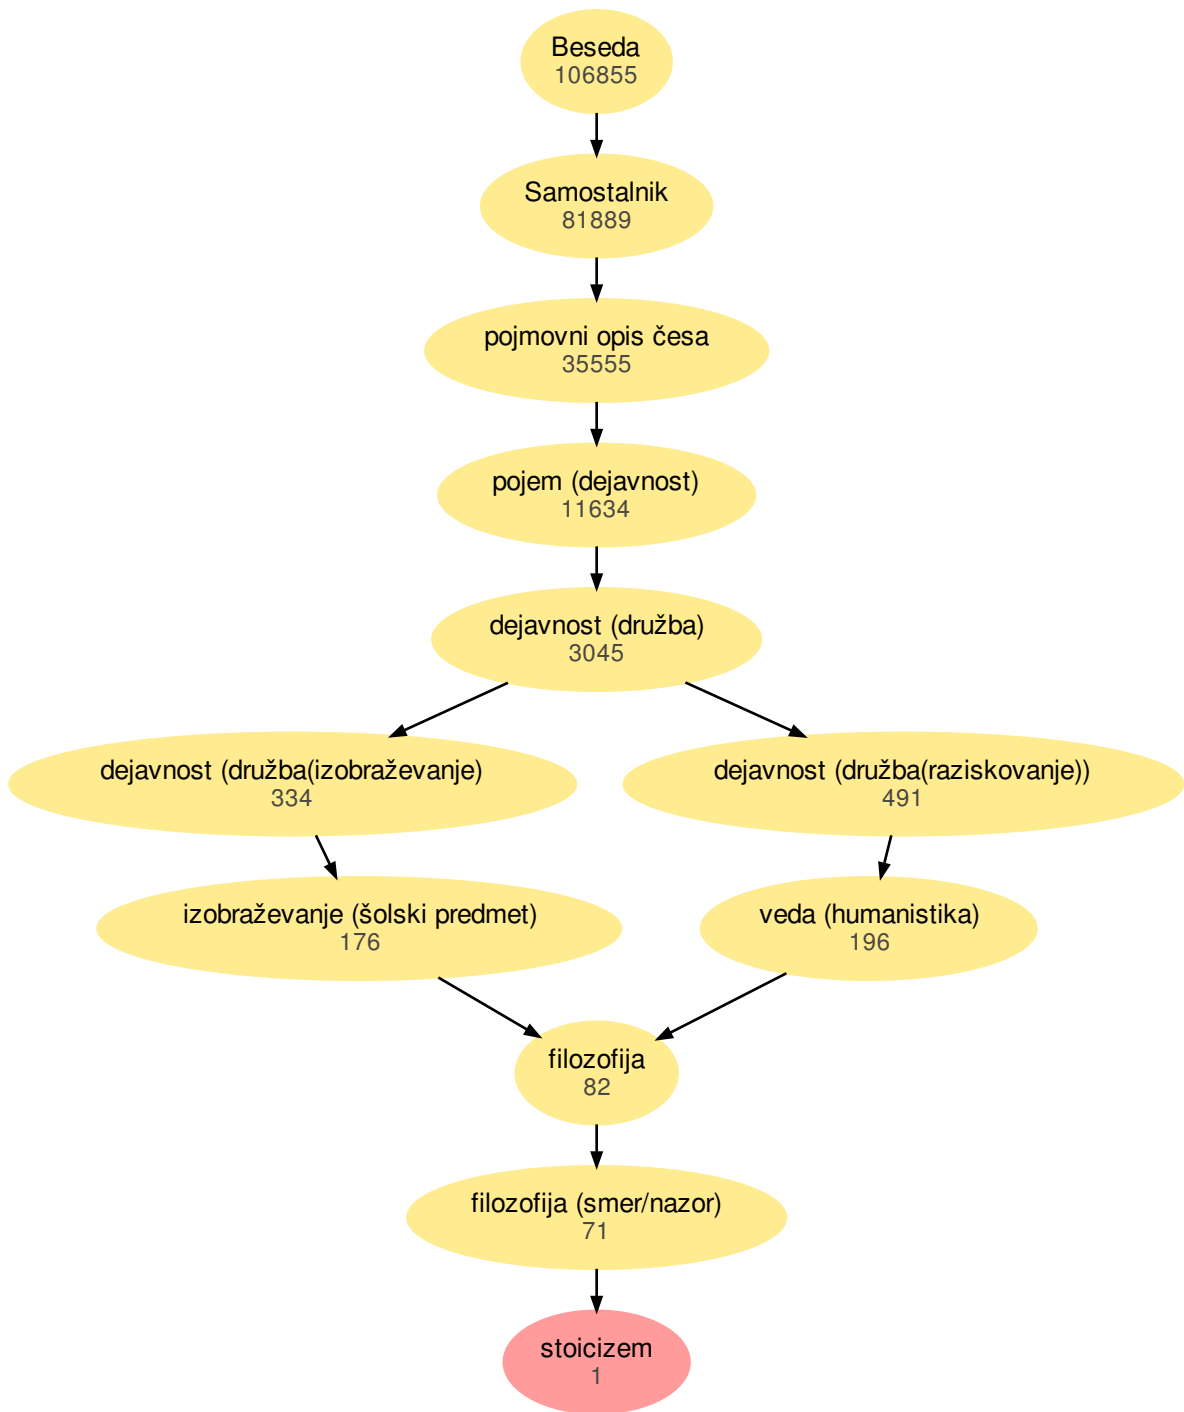 Beseda
106855
Samostalnik
81889
pojmovni opis česa
35555
pojem (dejavnost)
11634
dejavnost (družba)
3045
dejavnost (družba(izobraževanje)
334
dejavnost (družba(raziskovanje))
491
izobraževanje (šolski predmet)
176
veda (humanistika)
196
filozofija
82
filozofija (smer/nazor)
71
stoicizem
1